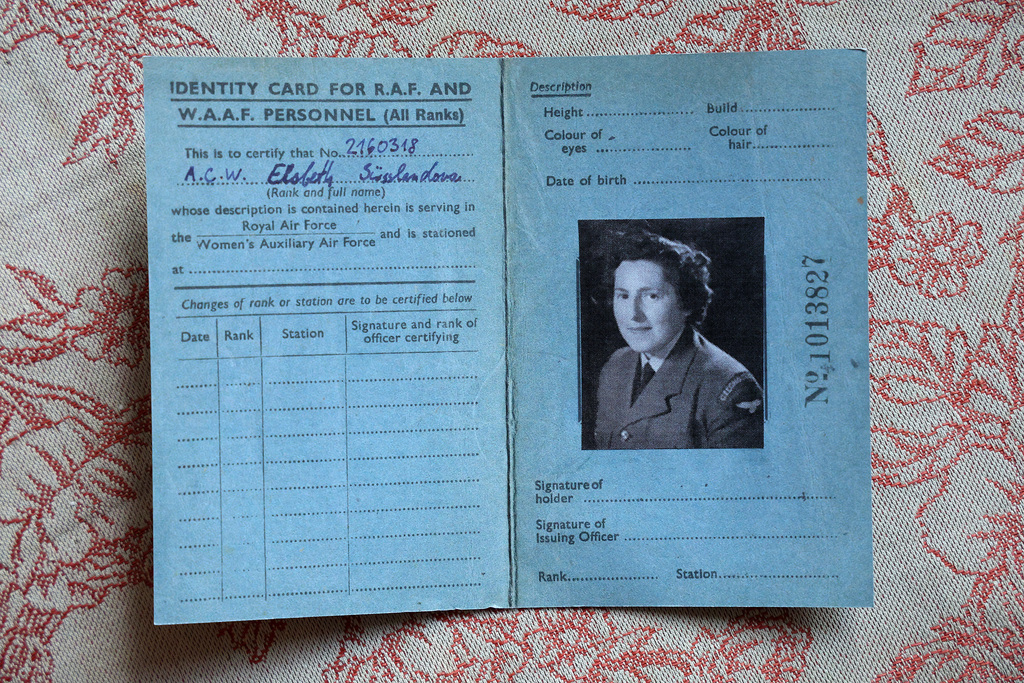 IDENTITY CARD FOR R.A.F. AND
W.A.A.F. PERSONNEL (All Ranks)
This is to certify that No. 2160318
A.C.W. Elsbeth Süsslandova
(Rank and full name)
whose description is contained herein is serving in
the Royal Air Force
Women's Auxiliary Air Force and is stationed
at
Changes of rank or station are to be certified below
Date Rank Station Signature and rank of
officer certifying
Description
Height Build
Colour of
eyes
Colour of
hair
Date of birth
No 1013827
Signature of
holder
Signature of
Issuing Officer
Rank Station